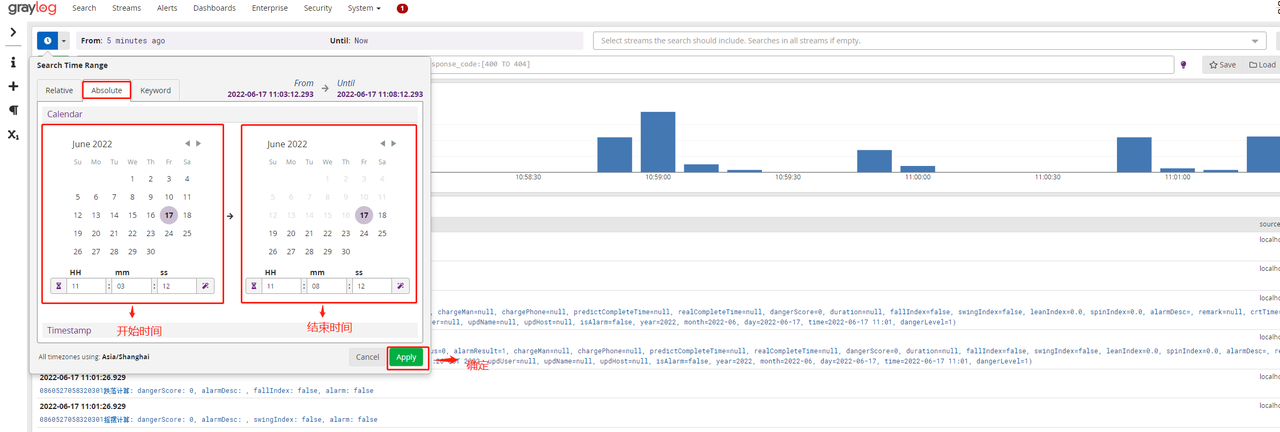 graylog Search Streams Alerts Dashboards Enterprise Security System 1
From: 5 minutes ago Until: Now Select streams the search should include. Searches in all streams if empty.
Search Time Range
sponse_code:[400 TO 404] Save Load
Relative Absolute Keyword
From Until
2022-06-17 11:03:12.293 → 2022-06-17 11:08:12.293
Calendar
June 2022
Su Mo Tu We Th Fr Sa
1 2 3 4
5 6 7 8 9 10 11
12 13 14 15 16 17 18
19 20 21 22 23 24 25
26 27 28 29 30
HH mm ss
11 : 03 : 12
开始时间
June 2022
Su Mo Tu We Th Fr Sa
1 2 3 4
5 6 7 8 9 10 11
12 13 14 15 16 17 18
19 20 21 22 23 24 25
26 27 28 29 30
HH mm ss
11 : 08 : 12
结束时间
Timestamp
All timezones using: Asia/Shanghai Cancel Apply
确定
10:58:30 10:59:00 10:59:30 11:00:00 11:00:30 11:01:00
source
localho
localho
localho
, chargeMan=null, chargePhone=null, predictCompleteTime=null, realCompleteTime=null, dangerScore=0, duration=null, fallIndex=false, swingIndex=false, leanIndex=0.0, spinIndex=0.0, alarmDesc=, remark=null, crtTime=
er=null, updName=null, updHost=null, isAlarm=false, year=2022, month=2022-06, day=2022-06-17, time=2022-06-17 11:01, dangerLevel=1)
localho
us=0, alarmResult=1, chargeMan=null, chargePhone=null, predictCompleteTime=null, realCompleteTime=null, dangerScore=0, duration=null, fallIndex=false, swingIndex=false, leanIndex=0.0, spinIndex=0.0, alarmDesc=, re
2022, updUser=null, updName=null, updHost=null, isAlarm=false, year=2022, month=2022-06, day=2022-06-17, time=2022-06-17 11:01, dangerLevel=1)
2022-06-17 11:01:26.929 localho
0860527058320301跌落计算: dangerScore: 0, alarmDesc: , fallIndex: false, alarm: false
2022-06-17 11:01:26.929 localho
0860527058320301摇摆计算: dangerScore: 0, alarmDesc: , swingIndex: false, alarm: false